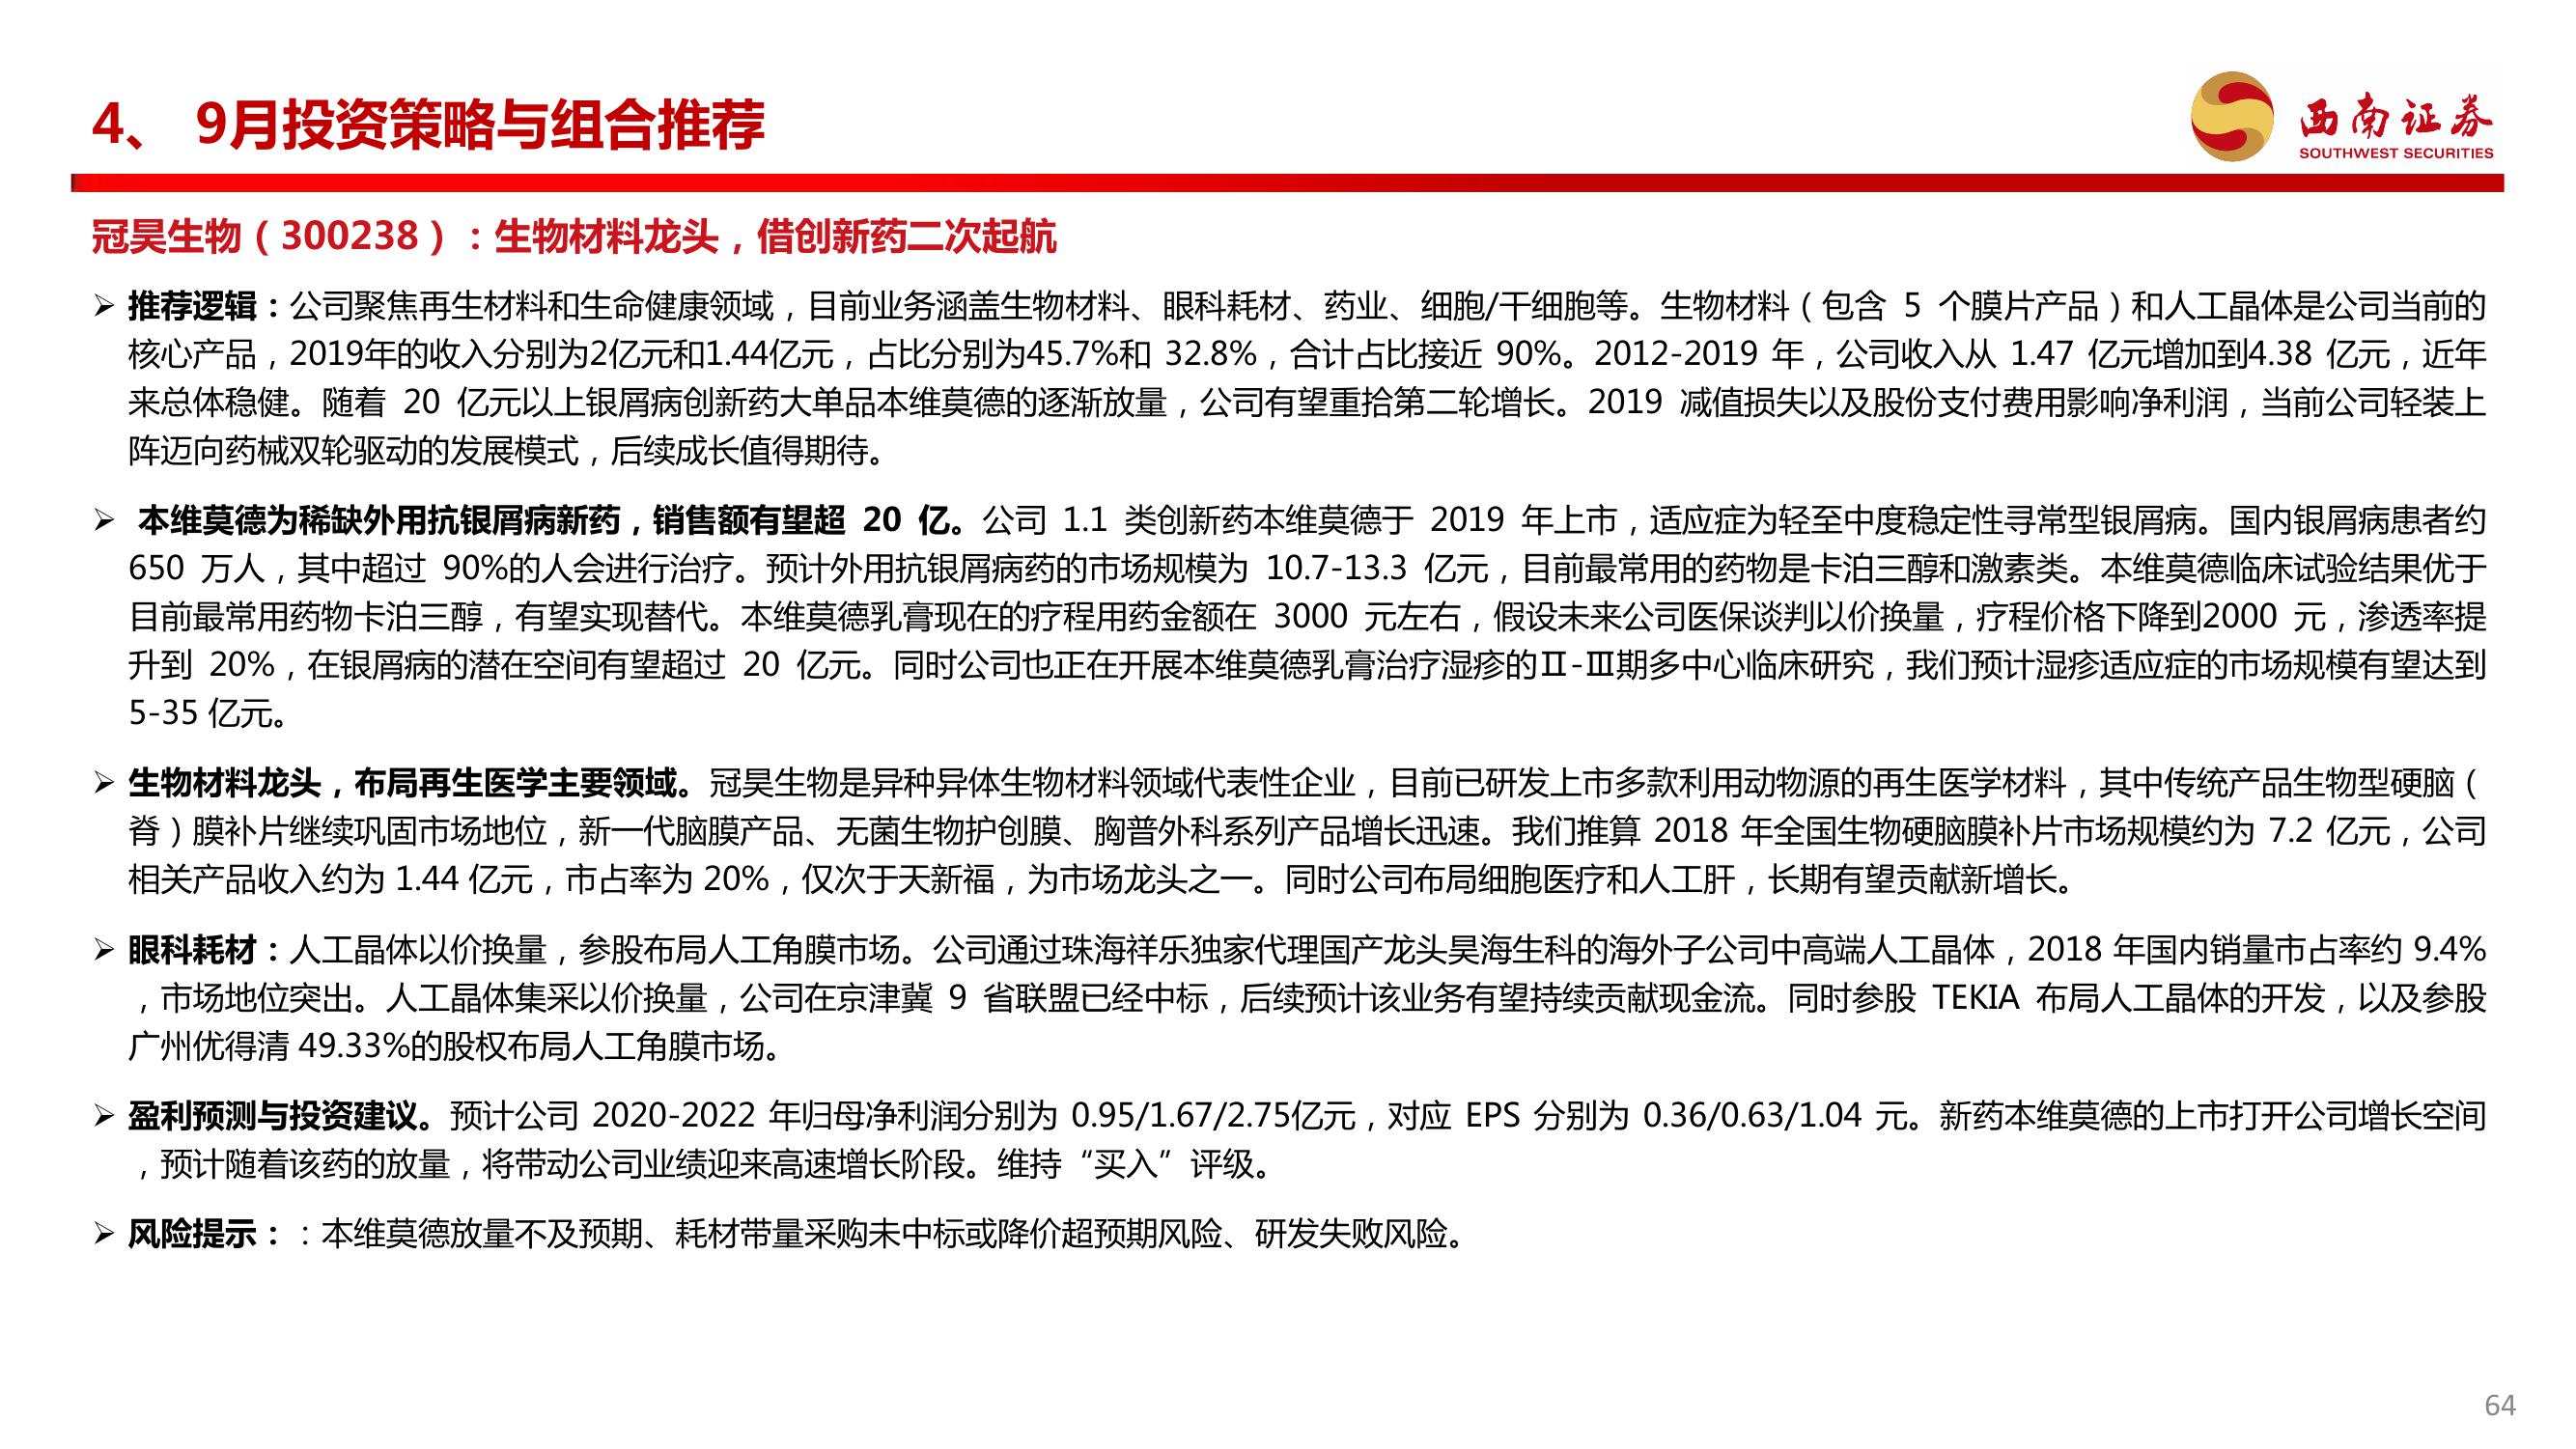 4、 9月投资策略与组合推荐
西南证券
SOUTHWEST SECURITIES
冠昊生物（300238）：生物材料龙头，借创新药二次起航
➢ 推荐逻辑：公司聚焦再生材料和生命健康领域，目前业务涵盖生物材料、眼科耗材、药业、细胞/干细胞等。生物材料（包含 5 个膜片产品）和人工晶体是公司当前的
核心产品，2019年的收入分别为2亿元和1.44亿元，占比分别为45.7%和 32.8%，合计占比接近 90%。2012-2019 年，公司收入从 1.47 亿元增加到4.38 亿元，近年
来总体稳健。随着 20 亿元以上银屑病创新药大单品本维莫德的逐渐放量，公司有望重拾第二轮增长。2019 减值损失以及股份支付费用影响净利润，当前公司轻装上
阵迈向药械双轮驱动的发展模式，后续成长值得期待。
➢ 本维莫德为稀缺外用抗银屑病新药，销售额有望超 20 亿。公司 1.1 类创新药本维莫德于 2019 年上市，适应症为轻至中度稳定性寻常型银屑病。国内银屑病患者约
650 万人，其中超过 90%的人会进行治疗。预计外用抗银屑病药的市场规模为 10.7-13.3 亿元，目前最常用的药物是卡泊三醇和激素类。本维莫德临床试验结果优于
目前最常用药物卡泊三醇，有望实现替代。本维莫德乳膏现在的疗程用药金额在 3000 元左右，假设未来公司医保谈判以价换量，疗程价格下降到2000 元，渗透率提
升到 20%，在银屑病的潜在空间有望超过 20 亿元。同时公司也正在开展本维莫德乳膏治疗湿疹的Ⅱ-Ⅲ期多中心临床研究，我们预计湿疹适应症的市场规模有望达到
5-35 亿元。
➢ 生物材料龙头，布局再生医学主要领域。冠昊生物是异种异体生物材料领域代表性企业，目前已研发上市多款利用动物源的再生医学材料，其中传统产品生物型硬脑（
脊）膜补片继续巩固市场地位，新一代脑膜产品、无菌生物护创膜、胸普外科系列产品增长迅速。我们推算 2018 年全国生物硬脑膜补片市场规模约为 7.2 亿元，公司
相关产品收入约为 1.44 亿元，市占率为 20%，仅次于天新福，为市场龙头之一。同时公司布局细胞医疗和人工肝，长期有望贡献新增长。
➢ 眼科耗材：人工晶体以价换量，参股布局人工角膜市场。公司通过珠海祥乐独家代理国产龙头昊海生科的海外子公司中高端人工晶体，2018 年国内销量市占率约 9.4%
，市场地位突出。人工晶体集采以价换量，公司在京津冀 9 省联盟已经中标，后续预计该业务有望持续贡献现金流。同时参股 TEKIA 布局人工晶体的开发，以及参股
广州优得清 49.33%的股权布局人工角膜市场。
➢ 盈利预测与投资建议。预计公司 2020-2022 年归母净利润分别为 0.95/1.67/2.75亿元，对应 EPS 分别为 0.36/0.63/1.04 元。新药本维莫德的上市打开公司增长空间
，预计随着该药的放量，将带动公司业绩迎来高速增长阶段。维持“买入”评级。
➢ 风险提示：：本维莫德放量不及预期、耗材带量采购未中标或降价超预期风险、研发失败风险。
64